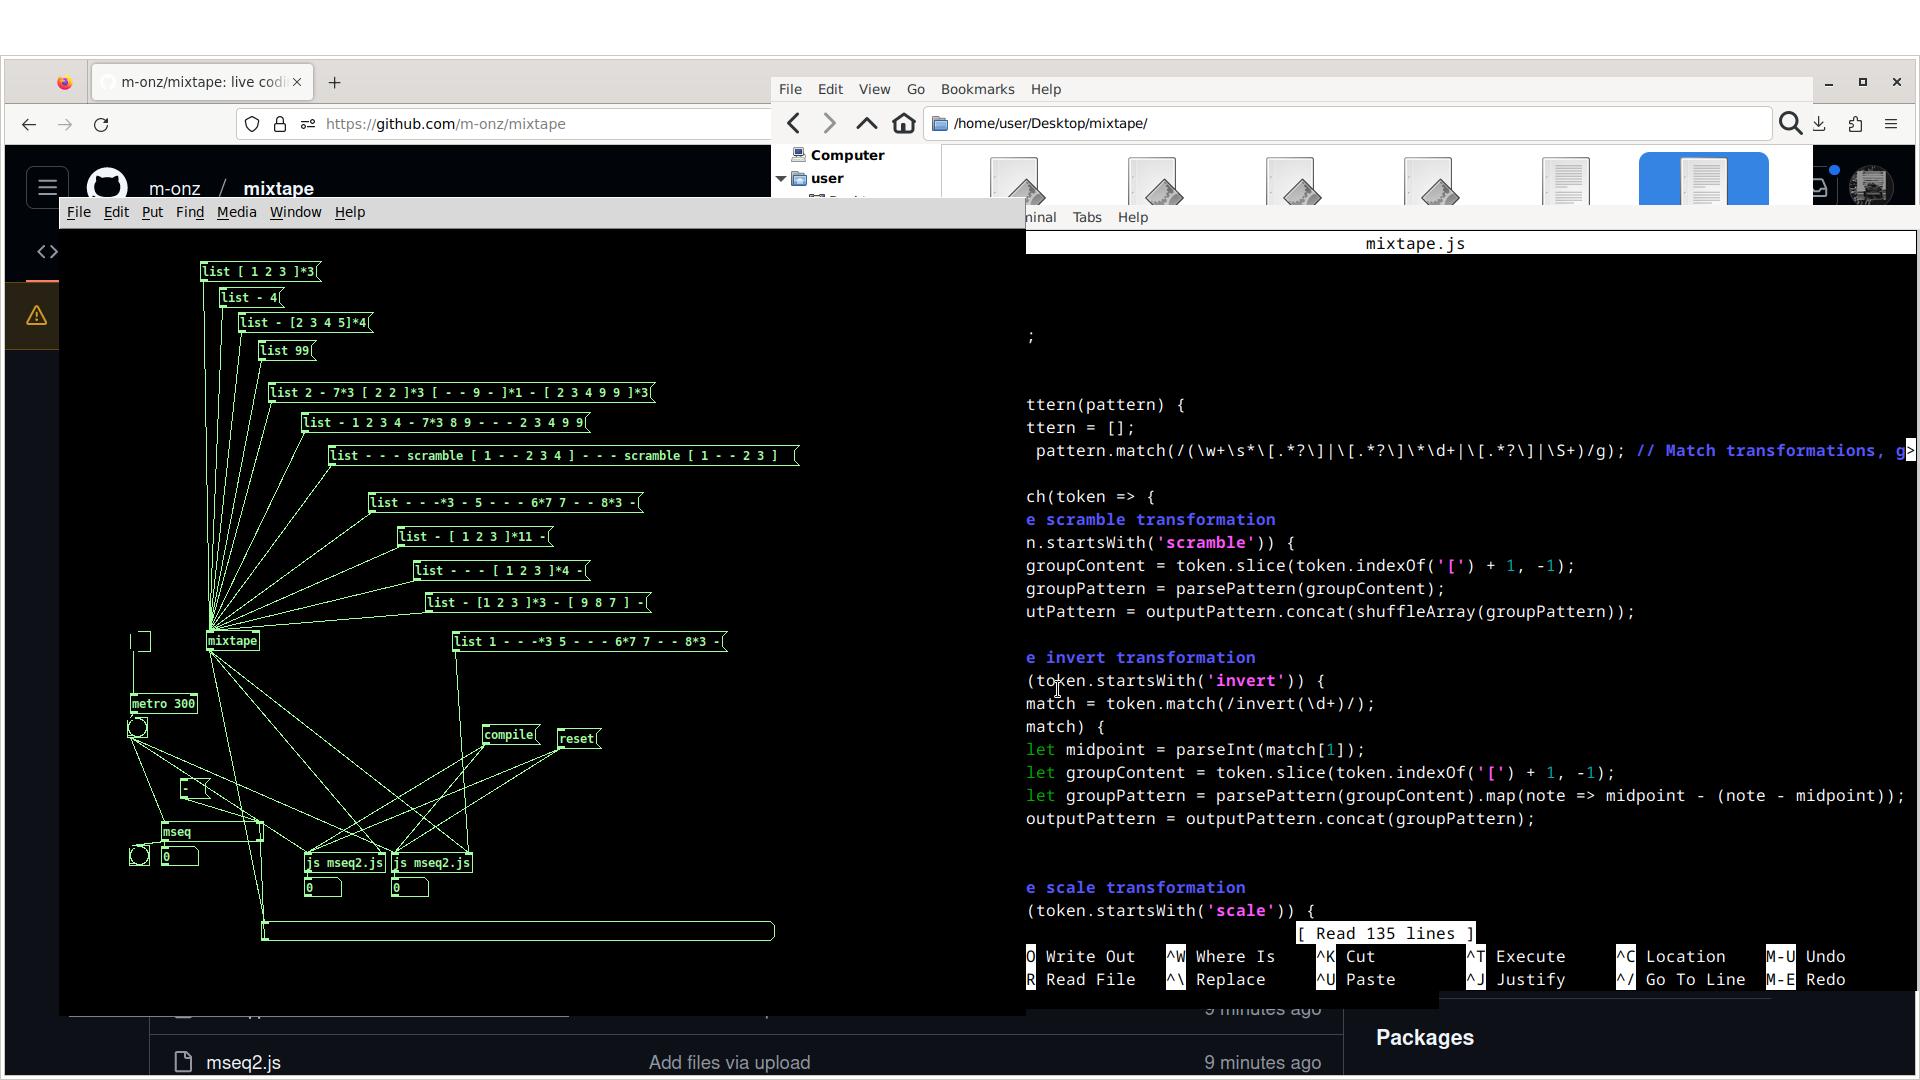 m-onz/mixtape: live codi
https://github.com/m-onz/mixtape
m-onz / mixtape
File Edit View Go Bookmarks Help
/home/user/Desktop/mixtape/
Computer
user
File Edit Put Find Media Window Help
list [ 1 2 3 ]*3
list - 4
list - [2 3 4 5]*4
list 99
list 2 - 7*3 [ 2 2 ]*3 [ - - 9 - ]*1 - [ 2 3 4 9 9 ]*3
list - 1 2 3 4 - 7*3 8 9 - - - 2 3 4 9 9
list - - - scramble [ 1 - - 2 3 4 ] - - - scramble [ 1 - - 2 3 ]
list - - -*3 - 5 - - - 6*7 7 - - 8*3 -
list - [ 1 2 3 ]*11 -
list - - - [ 1 2 3 ]*4 -
list - [1 2 3 ]*3 - [ 9 8 7 ] -
mixtape
list 1 - - -*3 5 - - - 6*7 7 - - 8*3 -
metro 300
compile
reset
-
mseq
0
js mseq2.js
js mseq2.js
0
0
minal Tabs Help
mixtape.js
;
ttern(pattern) {
ttern = [];
pattern.match(/(\w+\s*\[.*?\]|\[.*?\]\*\d+|\[.*?\]|\S+)/g); // Match transformations, g>
ch(token => {
e scramble transformation
n.startsWith('scramble')) {
groupContent = token.slice(token.indexOf('[') + 1, -1);
groupPattern = parsePattern(groupContent);
utPattern = outputPattern.concat(shuffleArray(groupPattern));
e invert transformation
(token.startsWith('invert')) {
match = token.match(/invert(\d+)/);
match) {
let midpoint = parseInt(match[1]);
let groupContent = token.slice(token.indexOf('[') + 1, -1);
let groupPattern = parsePattern(groupContent).map(note => midpoint - (note - midpoint));
outputPattern = outputPattern.concat(groupPattern);
e scale transformation
(token.startsWith('scale')) {
[ Read 135 lines ]
O Write Out ^W Where Is ^K Cut ^T Execute ^C Location M-U Undo
R Read File ^\ Replace ^U Paste ^J Justify ^/ Go To Line M-E Redo
9 minutes ago
mseq2.js Add files via upload 9 minutes ago
Packages